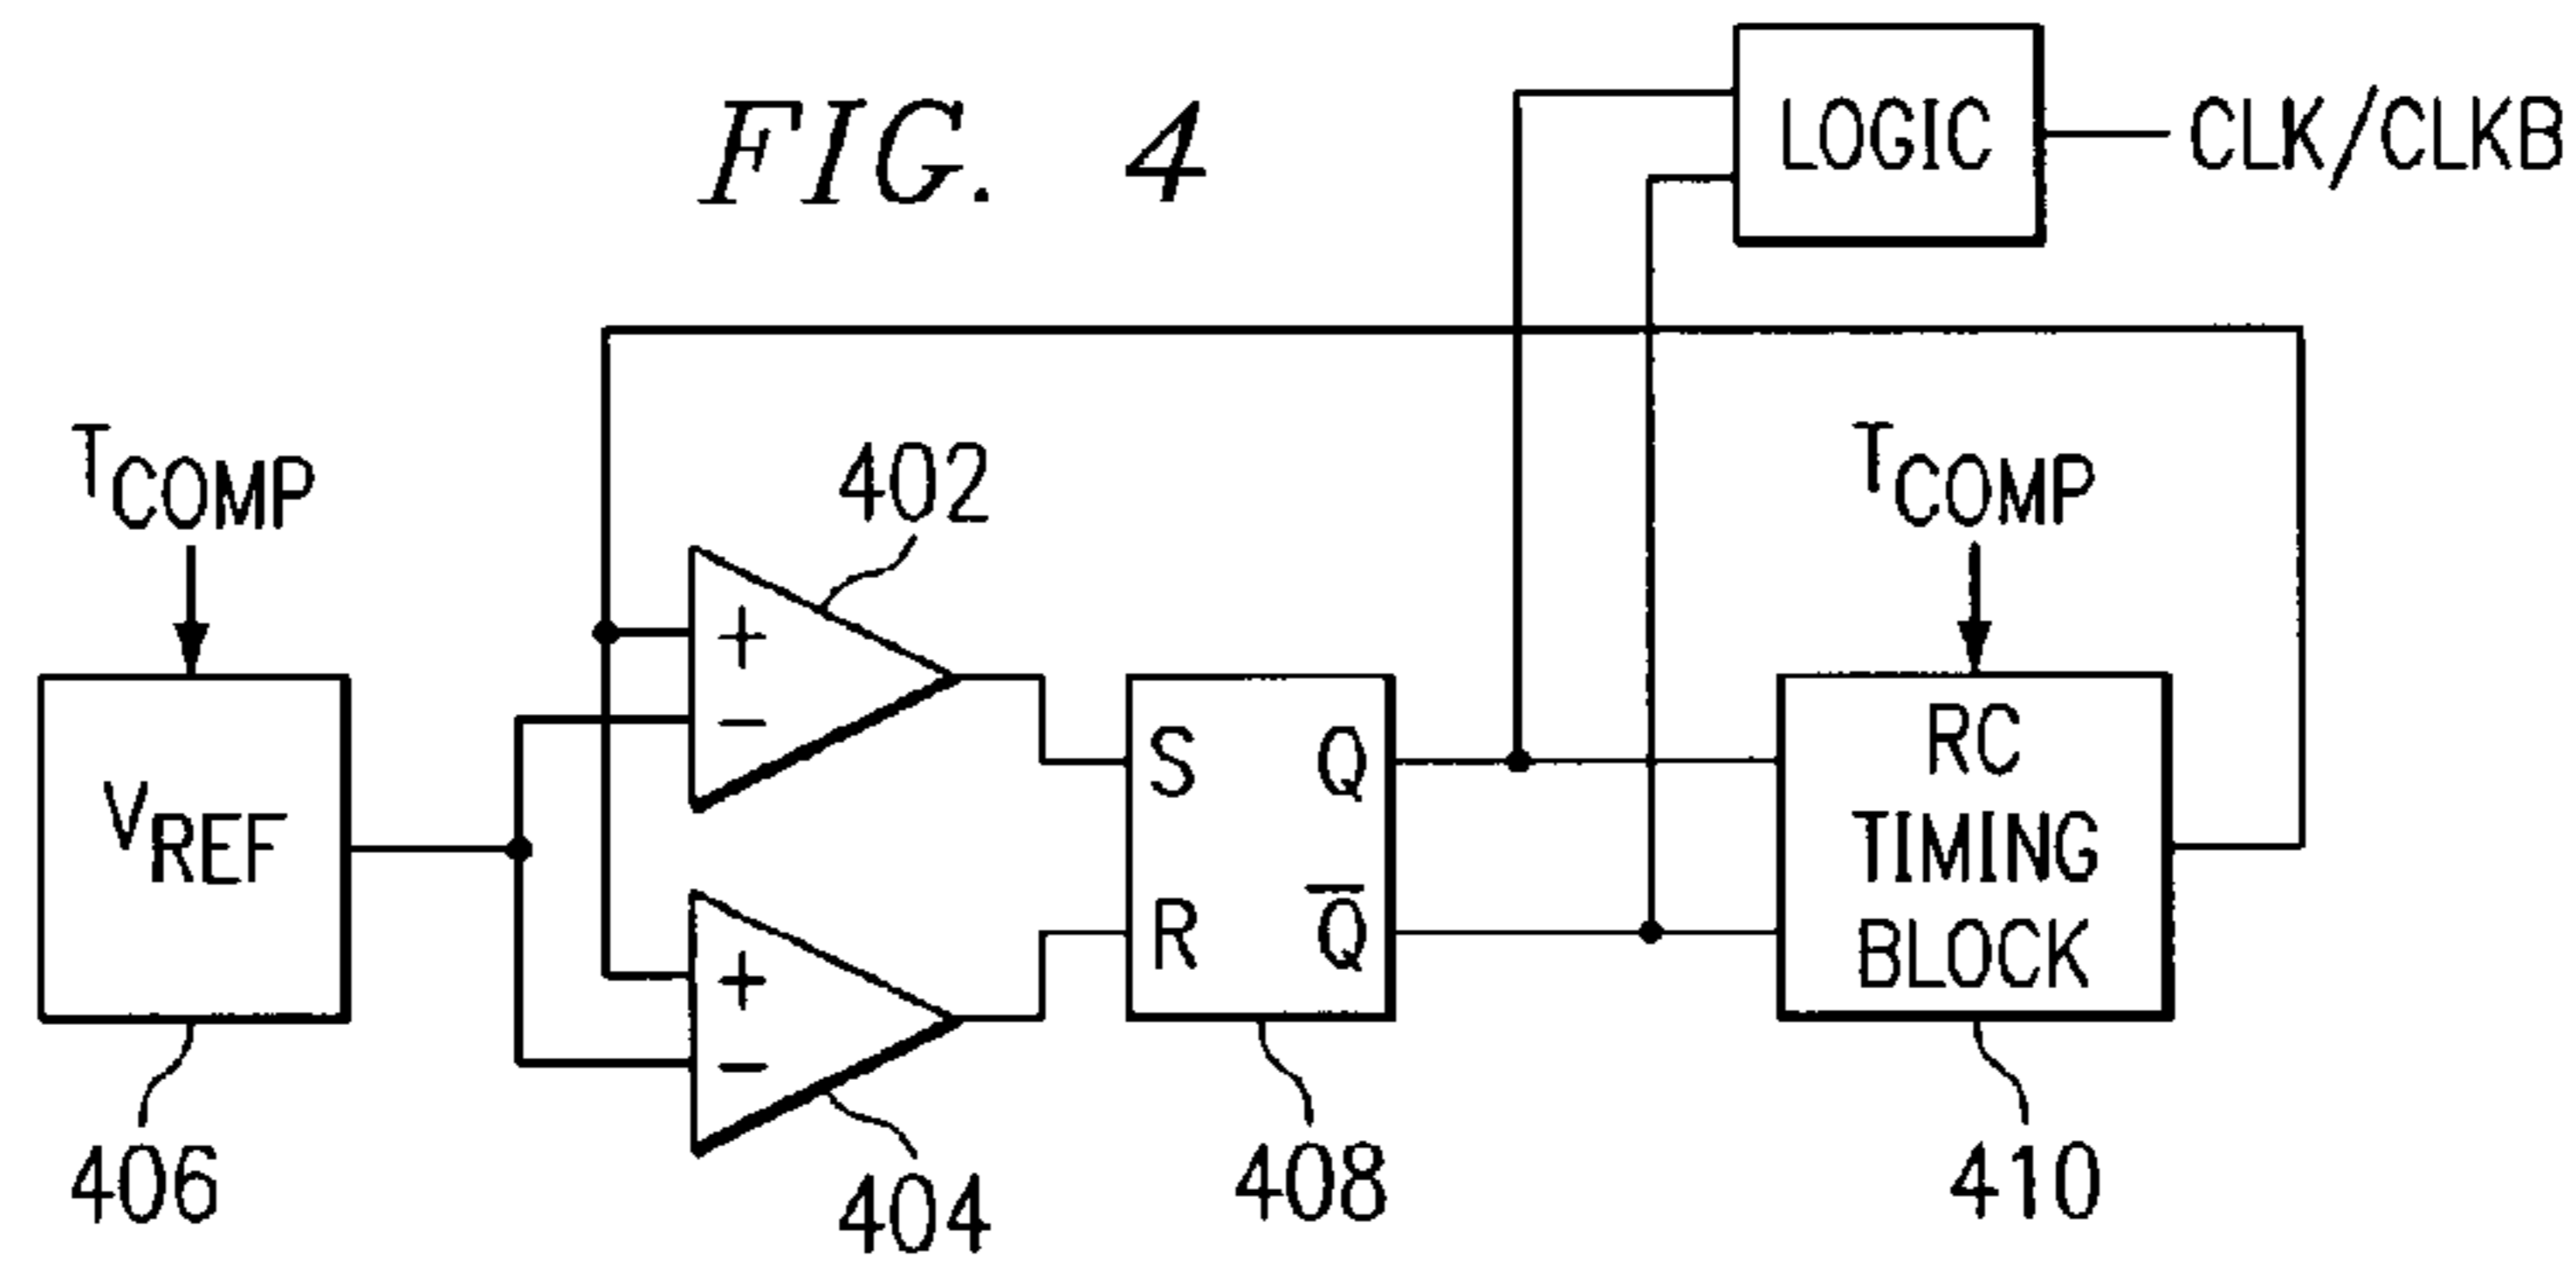 FIG. 4
LOGIC
CLK/CLKB
TCOMP
402
TCOMP
+
−
VREF
S Q
R Q̅
RC
TIMING
BLOCK
+
−
406
404
408
410